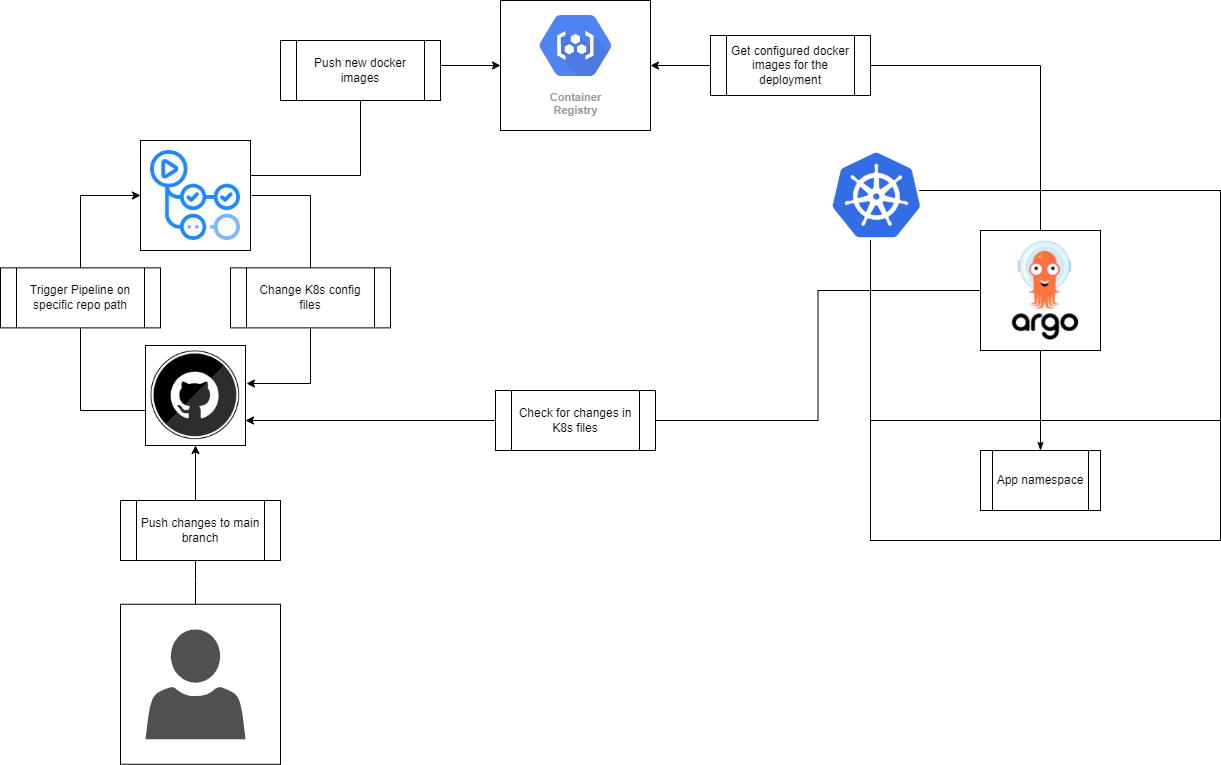 Push new docker
images
Container
Registry
Get configured docker
images for the
deployment
Trigger Pipeline on
specific repo path
Change K8s config
files
argo
Check for changes in
K8s files
App namespace
Push changes to main
branch